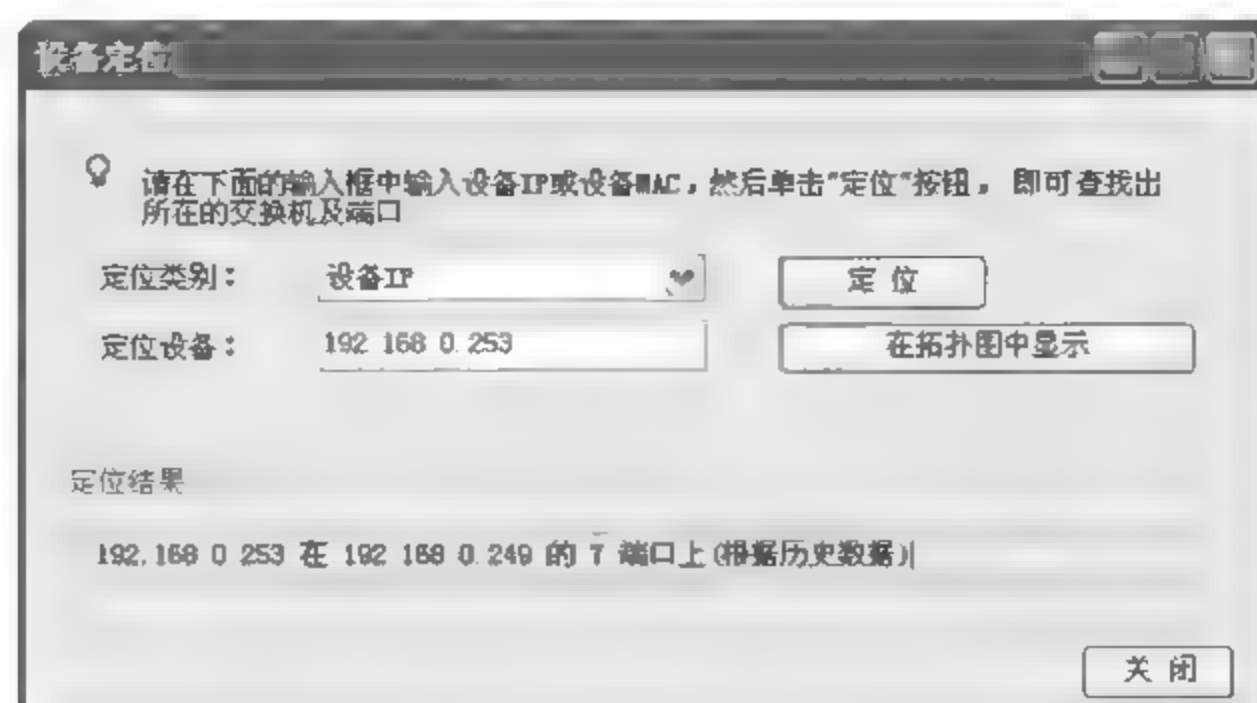 设备定位
请在下面的输入框中输入设备IP或设备MAC，然后单击"定位"按钮， 即可查找出
所在的交换机及端口
定位类别： 设备IP 定 位
定位设备： 192 168 0.253 在拓扑图中显示
定位结果
192.168 0 253 在 192 168 0.249 的 7 端口上(根据历史数据)
关 闭